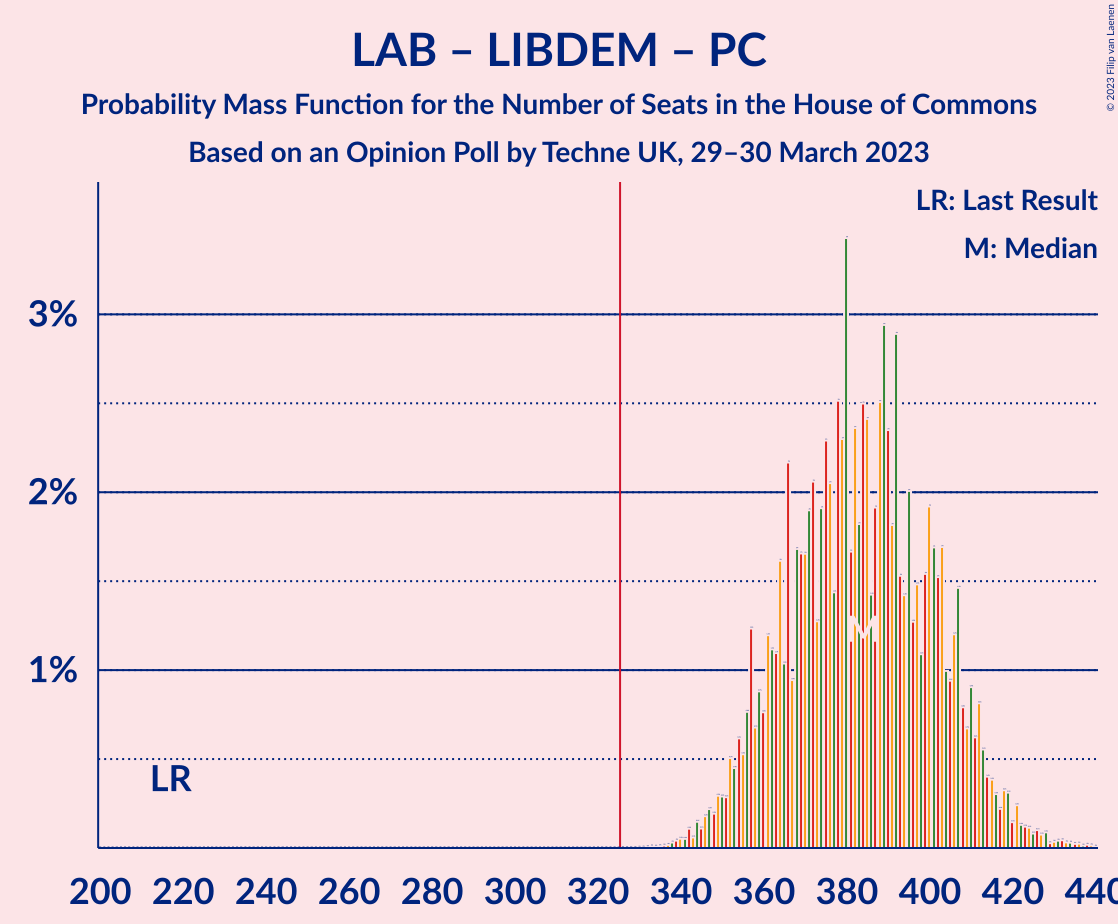 LAB – LIBDEM – PC
Probability Mass Function for the Number of Seats in the House of Commons
Based on an Opinion Poll by Techne UK, 29–30 March 2023
© 2023 Filip van Laenen
LR: Last Result
M: Median
3%
2%
1%
LR
M
200 220 240 260 280 300 320 340 360 380 400 420 440